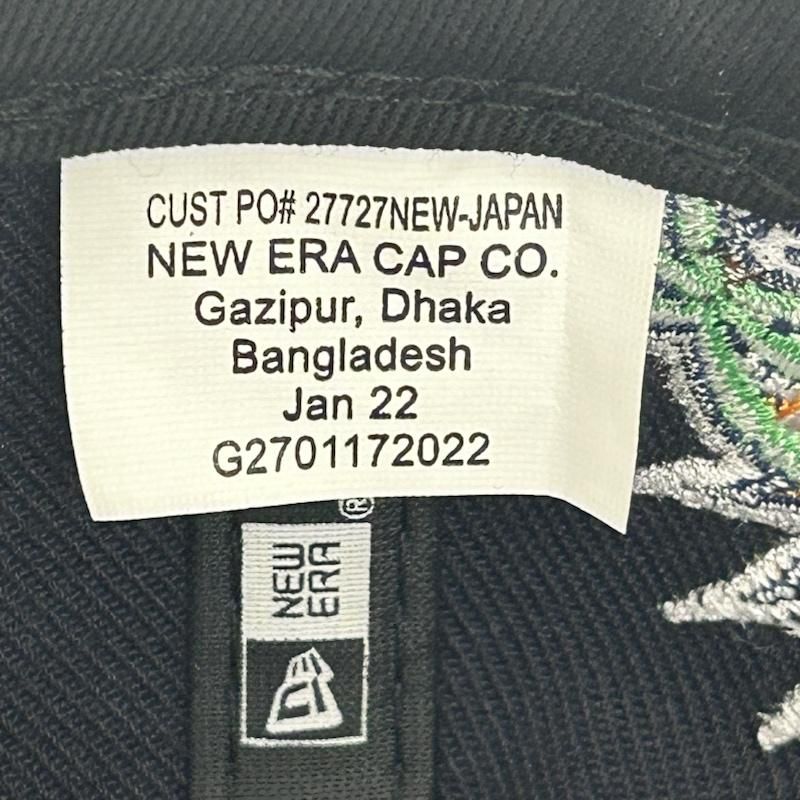 CUST PO# 27727NEW-JAPAN
NEW ERA CAP CO.
Gazipur, Dhaka
Bangladesh
Jan 22
G2701172022
®
NEW
ERA